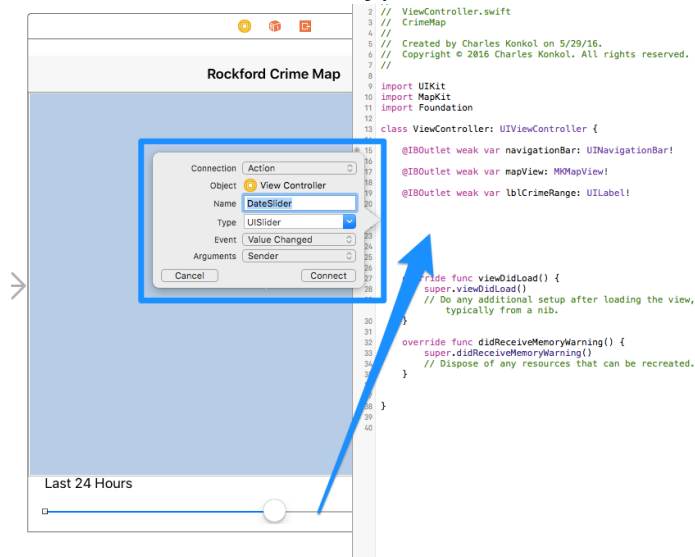 Rockford Crime Map
Connection Action
Object View Controller
Name DateSlider
Type UISlider
Event Value Changed
Arguments Sender
Cancel Connect
Last 24 Hours
2 // ViewController.swift
3 // CrimeMap
4 //
5 // Created by Charles Konkol on 5/29/16.
6 // Copyright © 2016 Charles Konkol. All rights reserved.
7 //
8
9 import UIKit
10 import MapKit
11 import Foundation
12
13 class ViewController: UIViewController {
15 @IBOutlet weak var navigationBar: UINavigationBar!
16
17 @IBOutlet weak var mapView: MKMapView!
18
19 @IBOutlet weak var lblCrimeRange: UILabel!
20
23
24
25
26
27 override func viewDidLoad() {
28 super.viewDidLoad()
29 // Do any additional setup after loading the view,
typically from a nib.
30 }
31
32 override func didReceiveMemoryWarning() {
33 super.didReceiveMemoryWarning()
34 // Dispose of any resources that can be recreated.
35 }
37
38 }
39
40